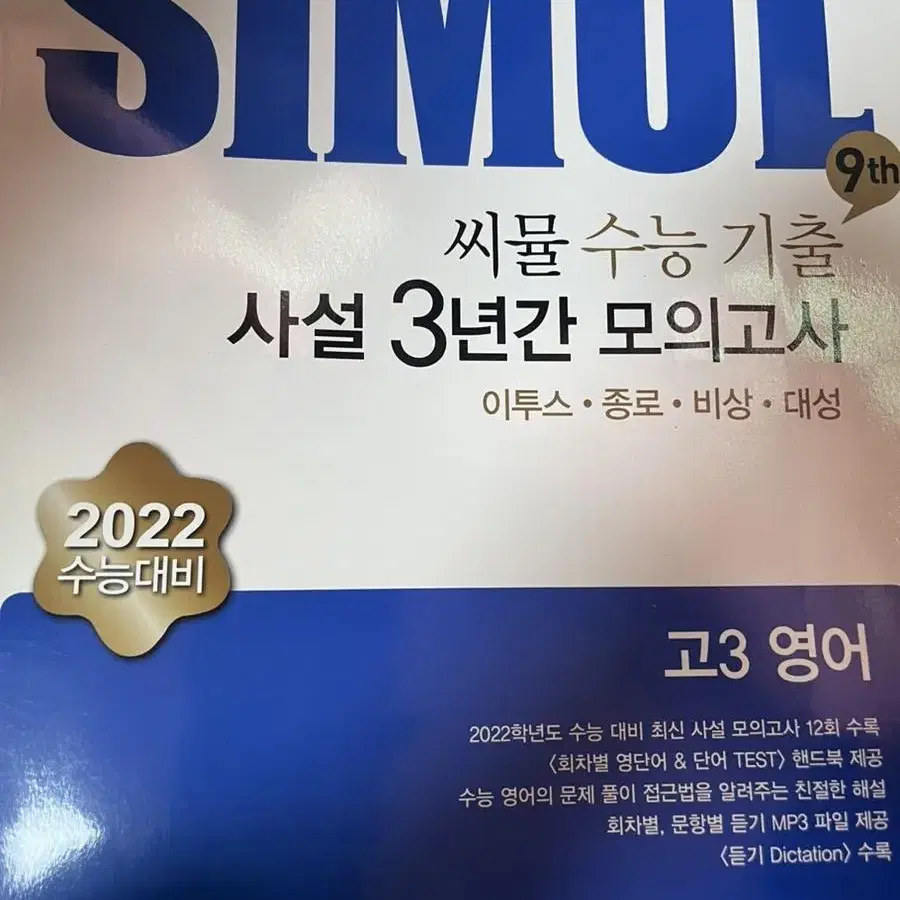 SIMUL
9th
씨뮬 수능 기출
사설 3년간 모의고사
이투스 • 종로 • 비상 • 대성
2022
수능대비
고3 영어
2022학년도 수능 대비 최신 사설 모의고사 12회 수록
〈회차별 영단어 & 단어 TEST〉 핸드북 제공
수능 영어의 문제 풀이 접근법을 알려주는 친절한 해설
회차별, 문항별 듣기 MP3 파일 제공
〈듣기 Dictation〉 수록